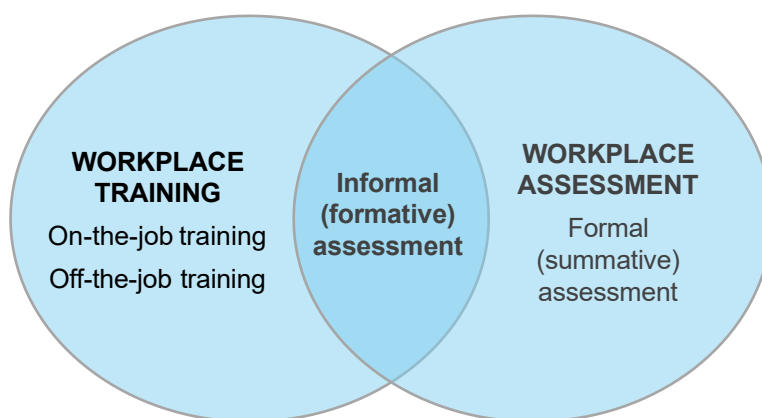 WORKPLACE
TRAINING
On-the-job training
Off-the-job training
Informal
(formative)
assessment
WORKPLACE
ASSESSMENT
Formal
(summative)
assessment